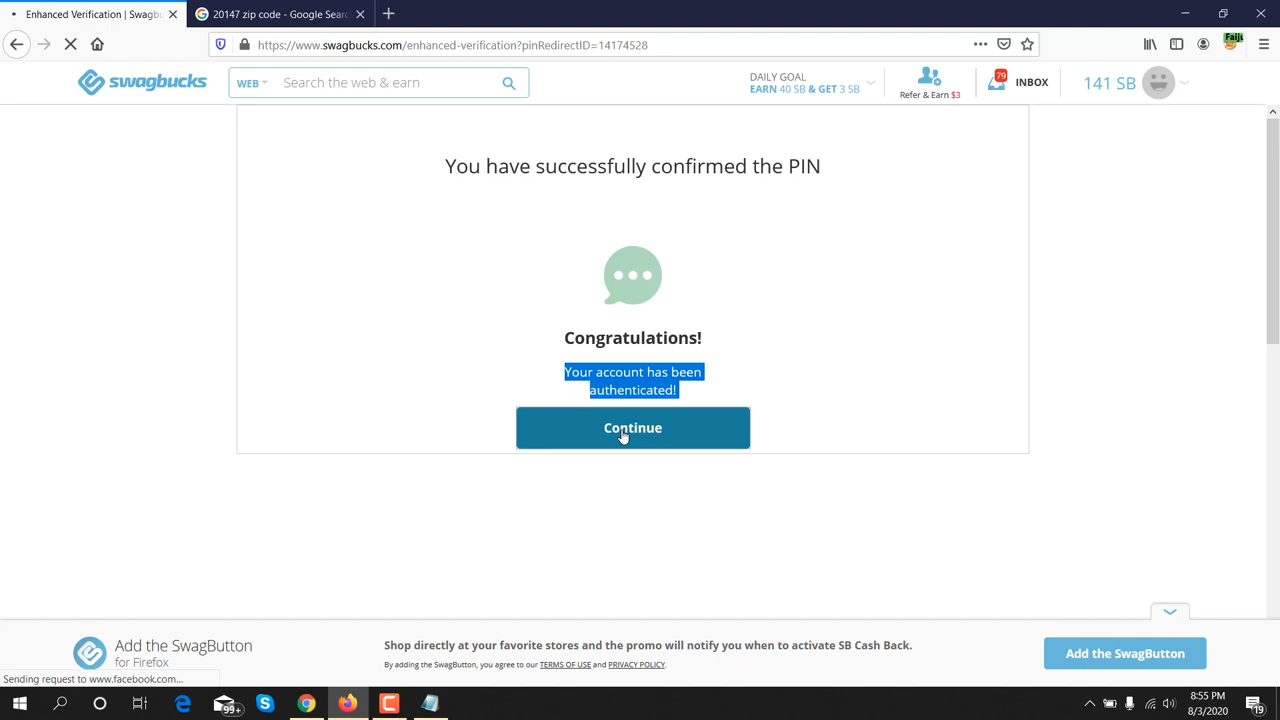 Enhanced Verification | Swagbu
20147 zip code - Google Searc
https://www.swagbucks.com/enhanced-verification?pinRedirectID=14174528
Faiju
swagbucks
WEB
Search the web & earn
DAILY GOAL
EARN 40 SB & GET 3 SB
Refer & Earn $3
79
INBOX
141 SB
You have successfully confirmed the PIN
Congratulations!
Your account has been
authenticated!
Continue
Add the SwagButton
for Firefox
Shop directly at your favorite stores and the promo will notify you when to activate SB Cash Back.
By adding the SwagButton, you agree to our TERMS OF USE and PRIVACY POLICY.
Add the SwagButton
Sending request to www.facebook.com...
99+
8:55 PM
8/3/2020
19